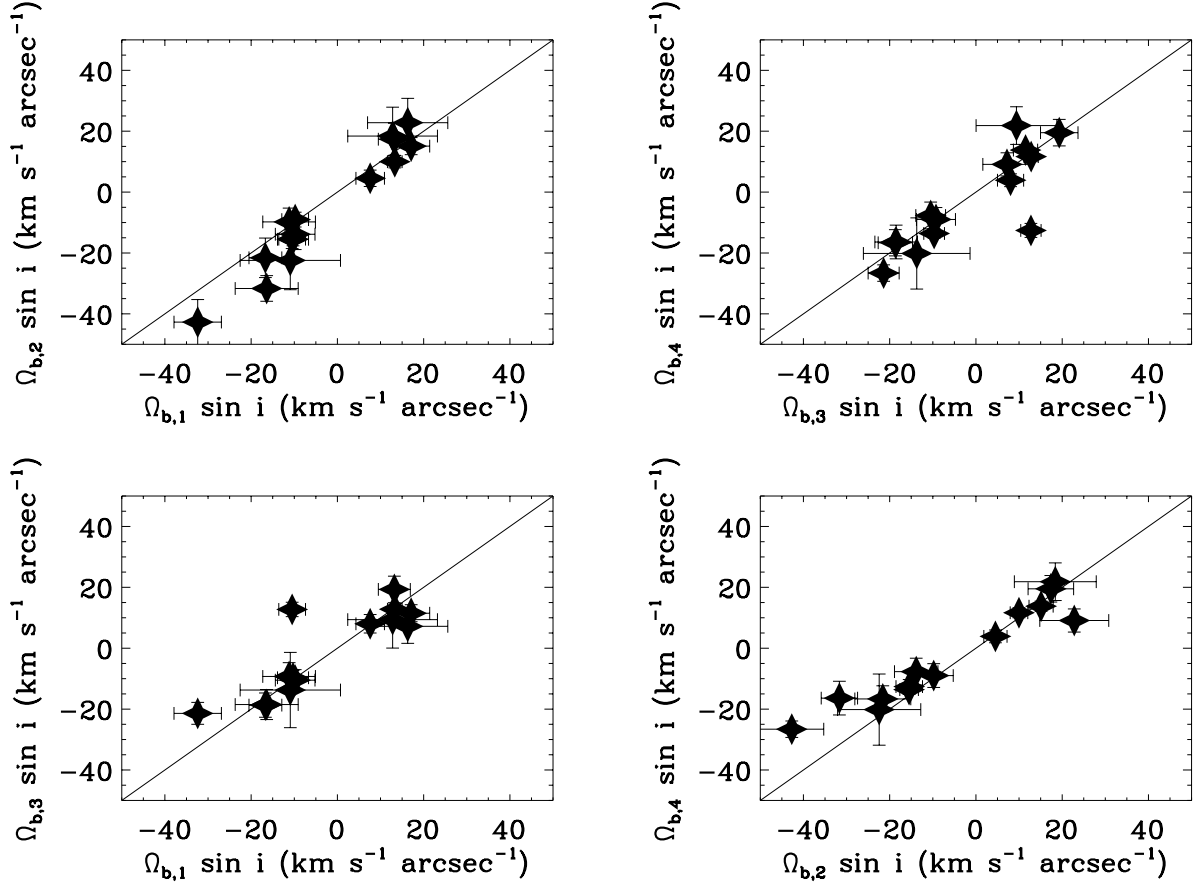 Ω_b,2 sin i (km s⁻¹ arcsec⁻¹)
40
20
0
−20
−40
−40 −20 0 20 40
Ω_b,1 sin i (km s⁻¹ arcsec⁻¹)
Ω_b,4 sin i (km s⁻¹ arcsec⁻¹)
40
20
0
−20
−40
−40 −20 0 20 40
Ω_b,3 sin i (km s⁻¹ arcsec⁻¹)
Ω_b,3 sin i (km s⁻¹ arcsec⁻¹)
40
20
0
−20
−40
−40 −20 0 20 40
Ω_b,1 sin i (km s⁻¹ arcsec⁻¹)
Ω_b,4 sin i (km s⁻¹ arcsec⁻¹)
40
20
0
−20
−40
−40 −20 0 20 40
Ω_b,2 sin i (km s⁻¹ arcsec⁻¹)